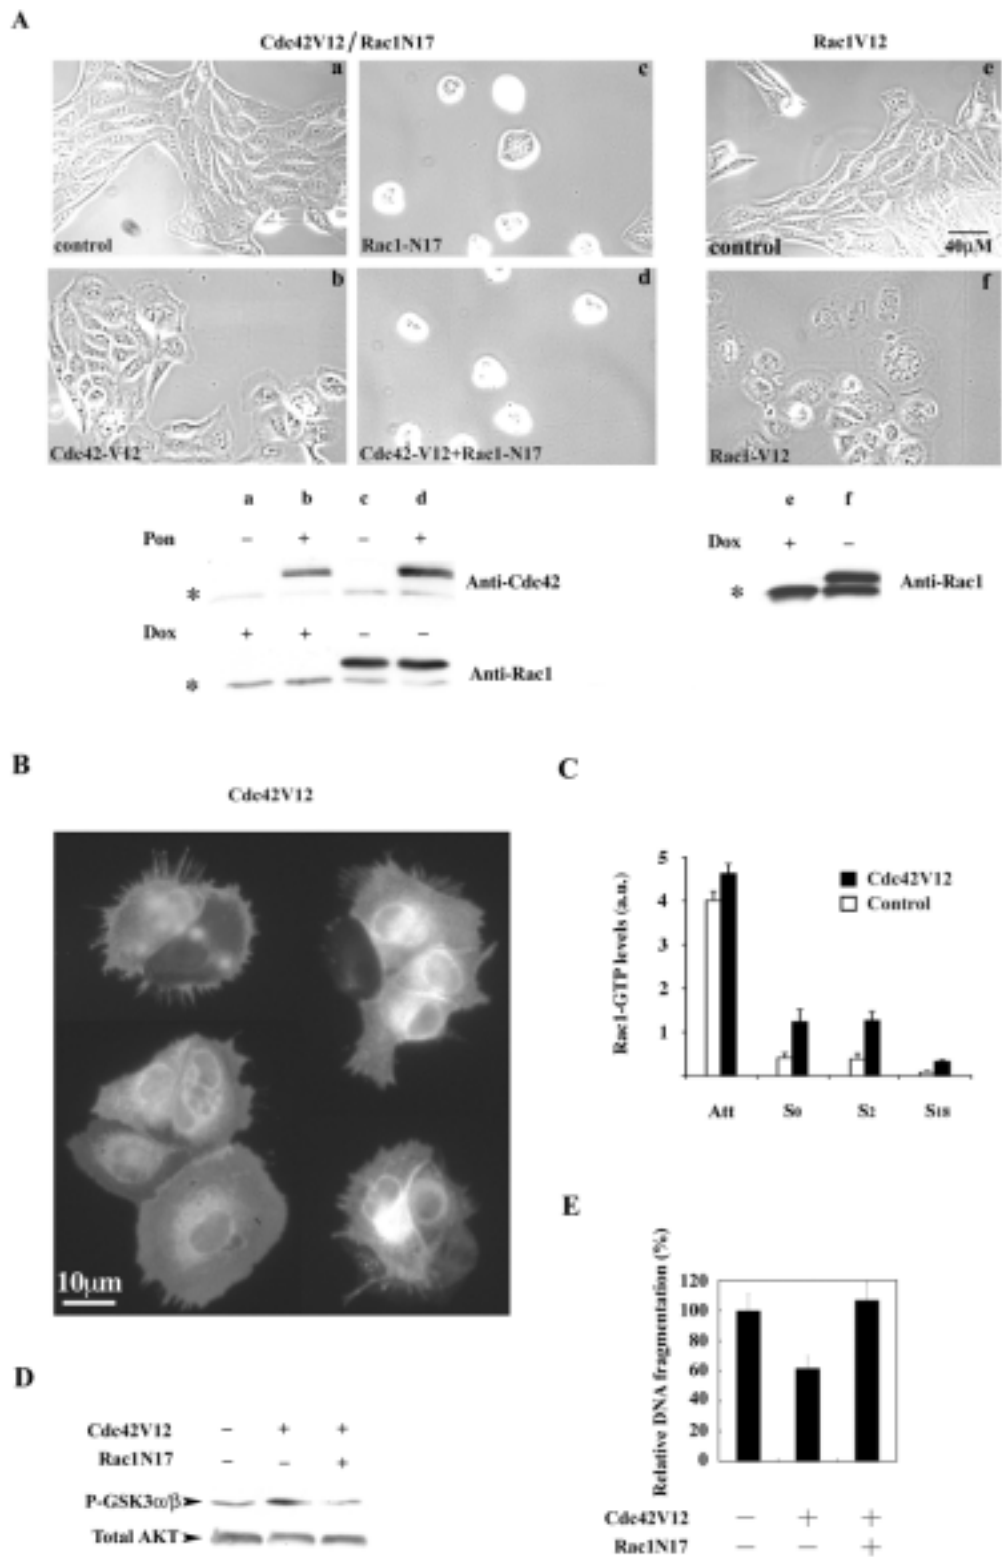 A
Cdc42V12 / Rac1N17
Rac1V12
a
c
e
control
Rac1-N17
control
40µM
b
d
f
Cdc42-V12
Cdc42-V12+Rac1-N17
Rac1-V12
a b c d
Pon - + - +
Anti-Cdc42
*
Dox + + - -
Anti-Rac1
*
e f
Dox + -
Anti-Rac1
*
B
Cdc42V12
10µm
C
Rac1-GTP levels (a.u.)
5
4
3
2
1
Cdc42V12
Control
Att S0 S2 S18
D
Cdc42V12 - + +
Rac1N17 - - +
P-GSK3α/β
Total AKT
E
Relative DNA fragmentation (%)
120
100
80
60
40
20
0
Cdc42V12 — + +
Rac1N17 — — +